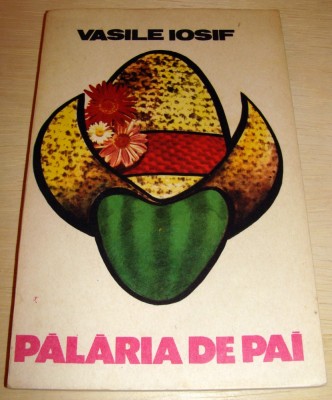 VASILE IOSIF
PĂLĂRIA DE PAI